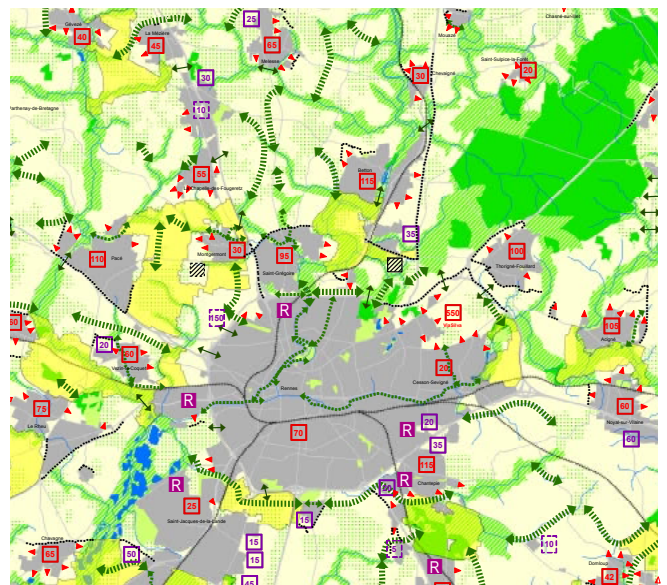 Gévezé
40
La Mézière
45
25
65
Melesse
Mouazé
Chasné-sur-Illet
Saint-Sulpice-la-Forêt
20
30
Chevaigné
30
Parthenay-de-Bretagne
110
55
La Chapelle-des-Fougeretz
Betton
115
35
110
Pacé
Montgermont
30
95
Saint-Grégoire
100
Thorigné-Fouillard
R
150
550
ViaSilva
105
Acigné
20
60
Vezin-le-Coquet
20
Cesson-Sévigné
75
Le Rheu
R
Rennes
60
Noyal-sur-Vilaine
60
70
R
20
35
115
Chantepie
R
R
25
Saint-Jacques-de-la-Lande
15
Chavagne
65
50
15
15
45
5
R
10
Domloup
42